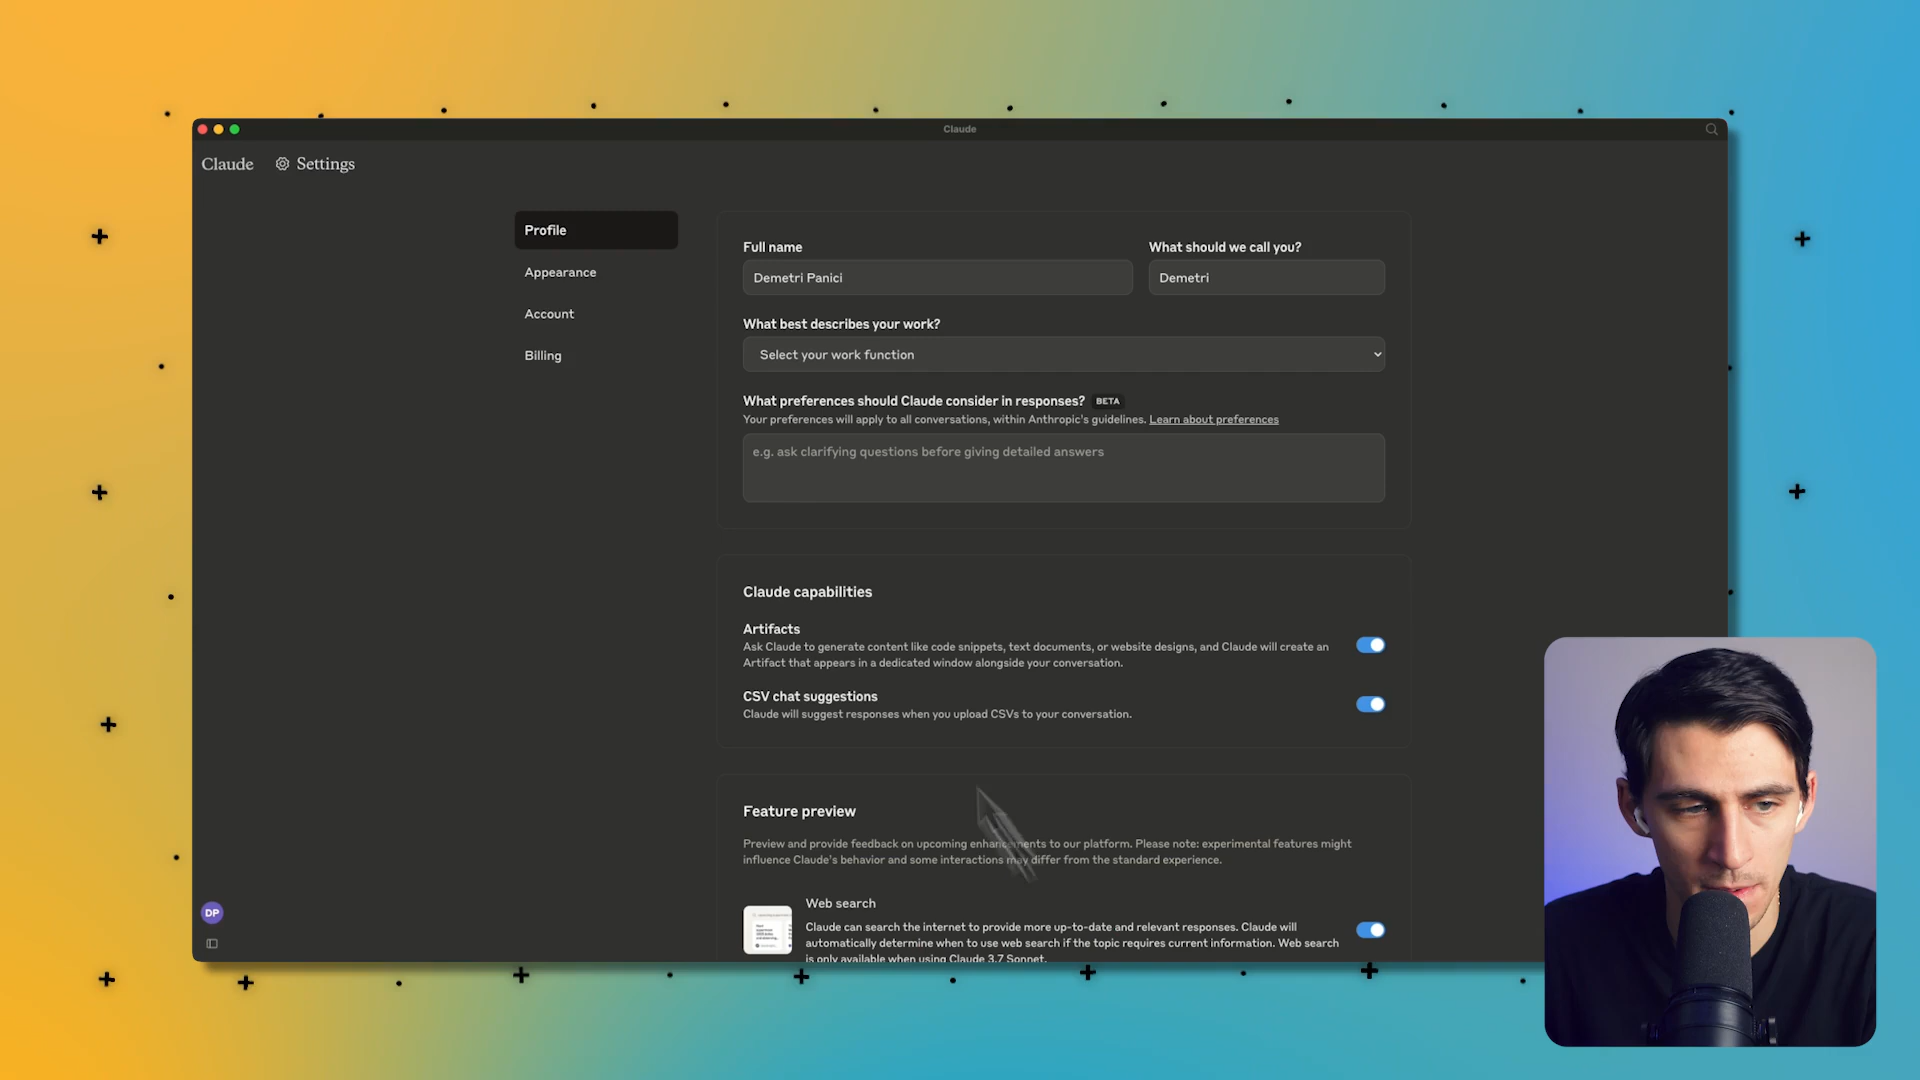 Claude
Claude
Settings
Profile
Appearance
Account
Billing
Full name
What should we call you?
Demetri Panici
Demetri
What best describes your work?
Select your work function
What preferences should Claude consider in responses? BETA
Your preferences will apply to all conversations, within Anthropic's guidelines. Learn about preferences
e.g. ask clarifying questions before giving detailed answers
Claude capabilities
Artifacts
Ask Claude to generate content like code snippets, text documents, or website designs, and Claude will create an
Artifact that appears in a dedicated window alongside your conversation.
CSV chat suggestions
Claude will suggest responses when you upload CSVs to your conversation.
Feature preview
Preview and provide feedback on upcoming enhancements to our platform. Please note: experimental features might
influence Claude's behavior and some interactions may differ from the standard experience.
Web search
Claude can search the internet to provide more up-to-date and relevant responses. Claude will
automatically determine when to use web search if the topic requires current information. Web search
is only available when using Claude 3.7 Sonnet.
DP